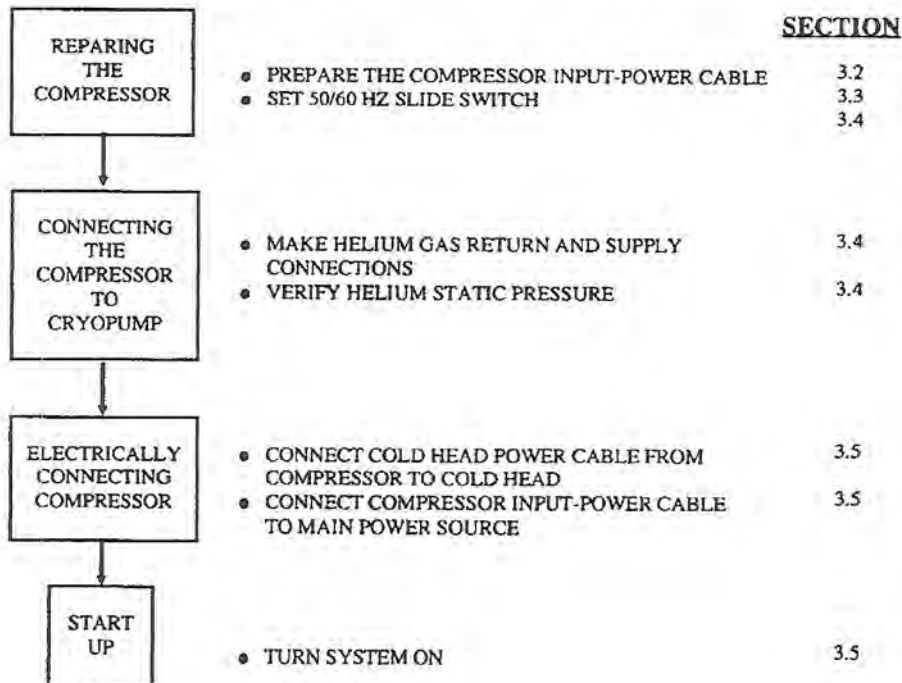 SECTION
REPARING
THE
COMPRESSOR
• PREPARE THE COMPRESSOR INPUT-POWER CABLE 3.2
• SET 50/60 HZ SLIDE SWITCH 3.3
3.4
CONNECTING
THE
COMPRESSOR
TO
CRYOPUMP
• MAKE HELIUM GAS RETURN AND SUPPLY 3.4
CONNECTIONS
• VERIFY HELIUM STATIC PRESSURE 3.4
ELECTRICALLY
CONNECTING
COMPRESSOR
• CONNECT COLD HEAD POWER CABLE FROM 3.5
COMPRESSOR TO COLD HEAD
• CONNECT COMPRESSOR INPUT-POWER CABLE 3.5
TO MAIN POWER SOURCE
START
UP
• TURN SYSTEM ON 3.5